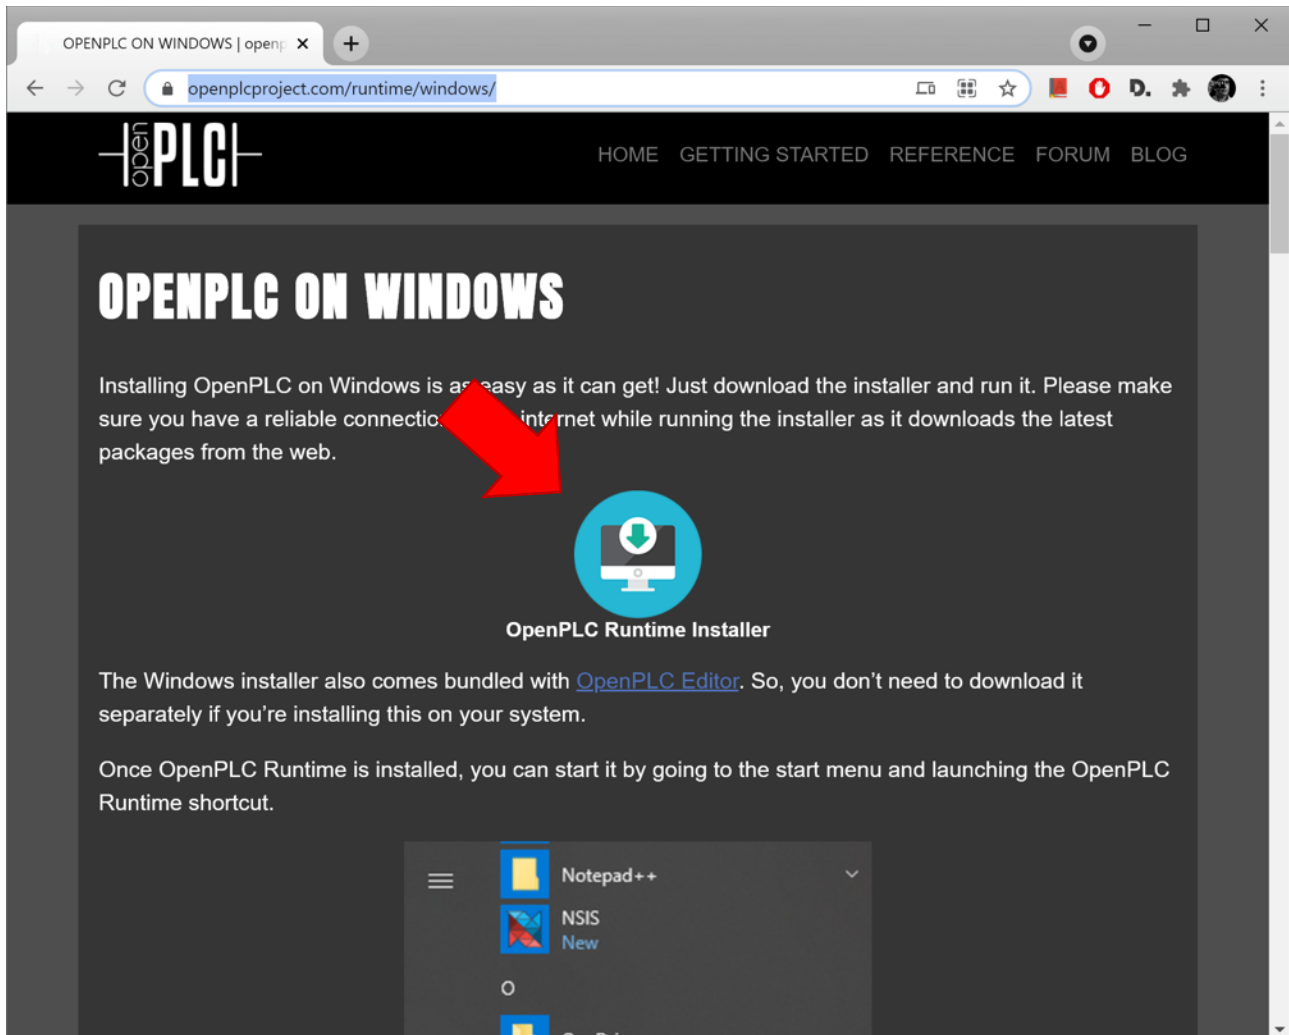 OPENPLC ON WINDOWS | openp
openplcproject.com/runtime/windows/
D.
open
PLC
HOME GETTING STARTED REFERENCE FORUM BLOG
OPENPLC ON WINDOWS
Installing OpenPLC on Windows is as easy as it can get! Just download the installer and run it. Please make
sure you have a reliable internet while running the installer as it downloads the latest
packages from the web.
OpenPLC Runtime Installer
The Windows installer also comes bundled with OpenPLC Editor. So, you don't need to download it
separately if you're installing this on your system.
Once OpenPLC Runtime is installed, you can start it by going to the start menu and launching the OpenPLC
Runtime shortcut.
Notepad++
NSIS
New
O